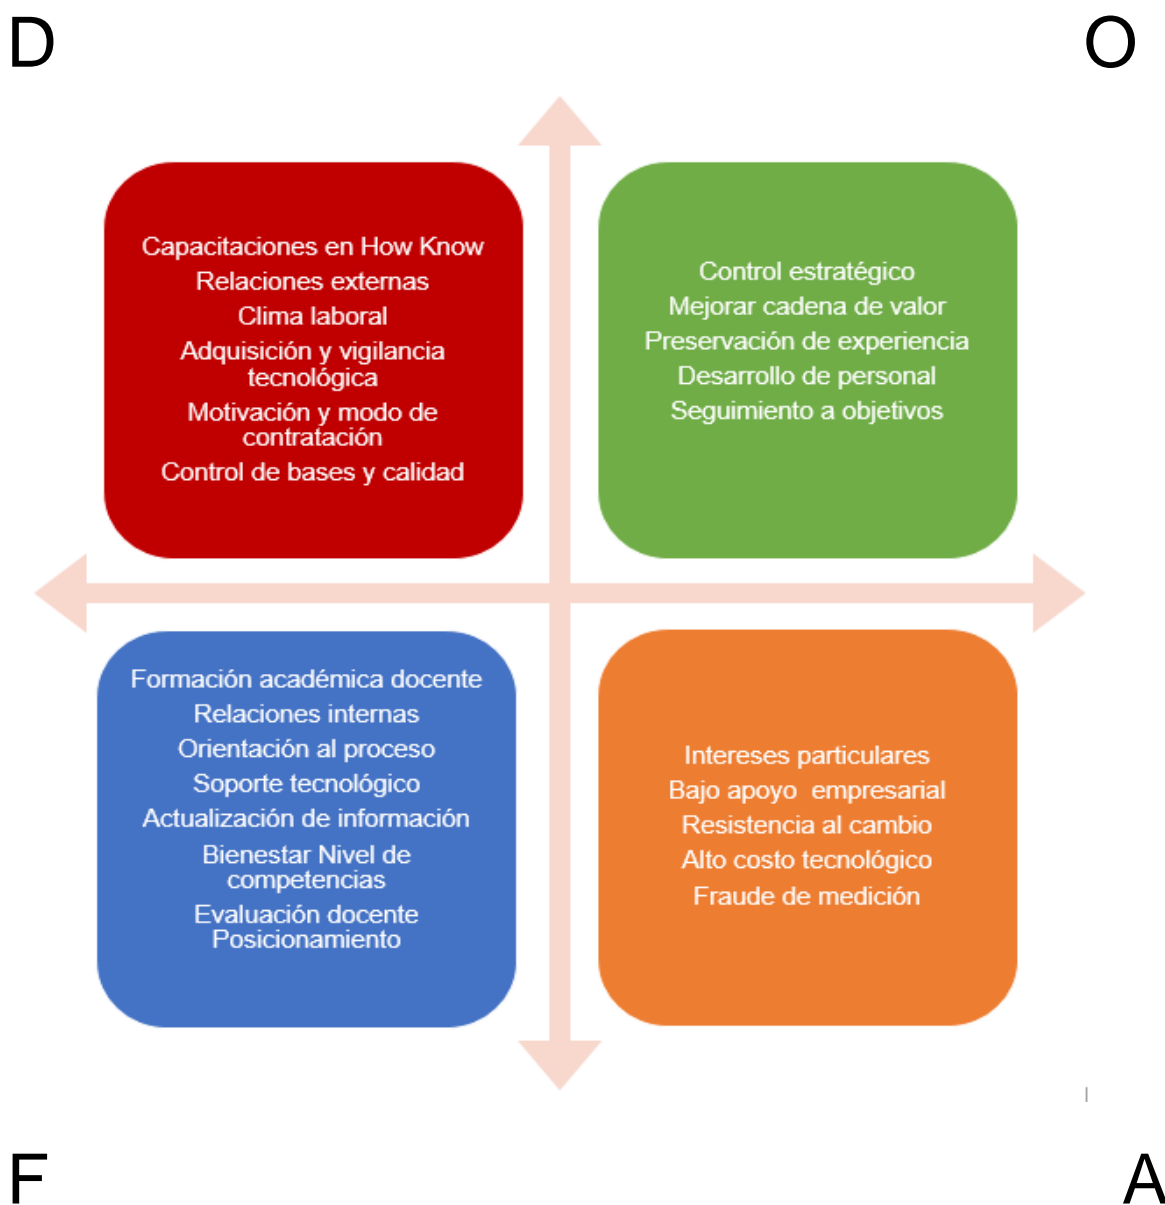 D
O
Capacitaciones en How Know
Relaciones externas
Clima laboral
Adquisición y vigilancia
tecnológica
Motivación y modo de
contratación
Control de bases y calidad
Control estratégico
Mejorar cadena de valor
Preservación de experiencia
Desarrollo de personal
Seguimiento a objetivos
Formación académica docente
Relaciones internas
Orientación al proceso
Soporte tecnológico
Actualización de información
Bienestar Nivel de
competencias
Evaluación docente
Posicionamiento
Intereses particulares
Bajo apoyo  empresarial
Resistencia al cambio
Alto costo tecnológico
Fraude de medición
F
A